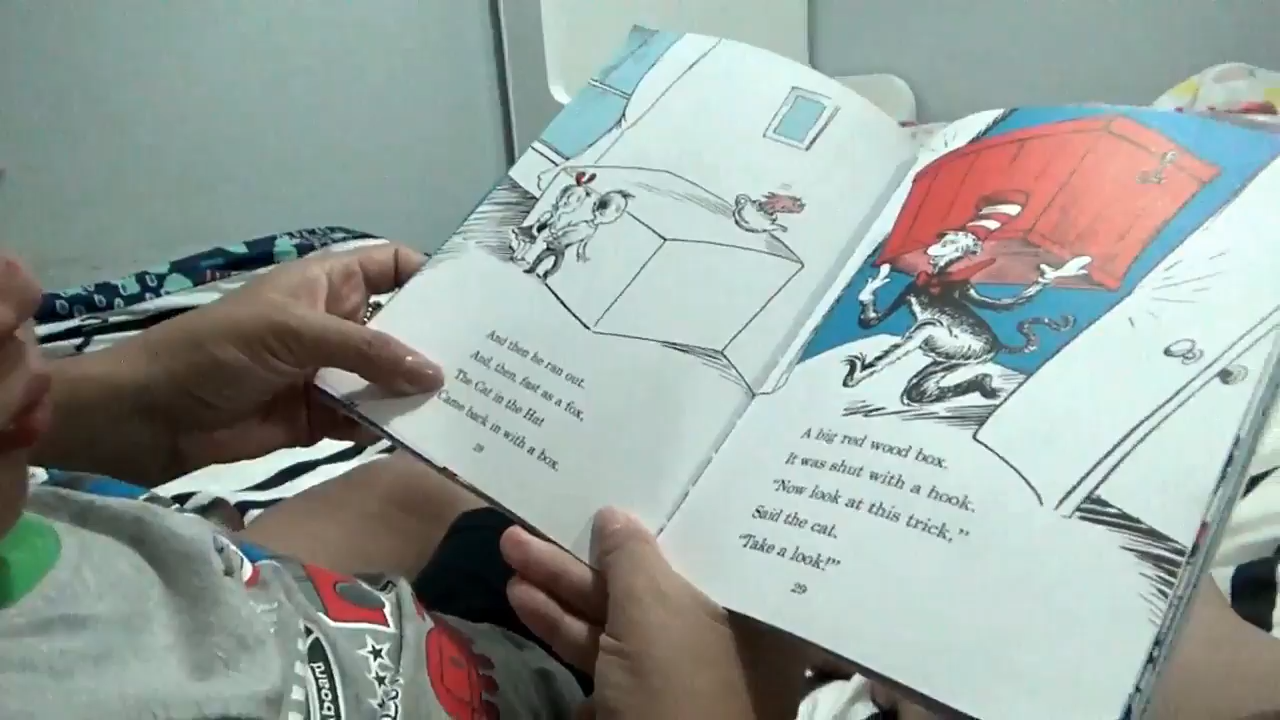 And then he ran out.
And, then, fast as a fox,
The Cat in the Hat
Came back in with a box.
28
A big red wood box.
It was shut with a hook.
"Now look at this trick,"
Said the cat.
"Take a look!"
29
board